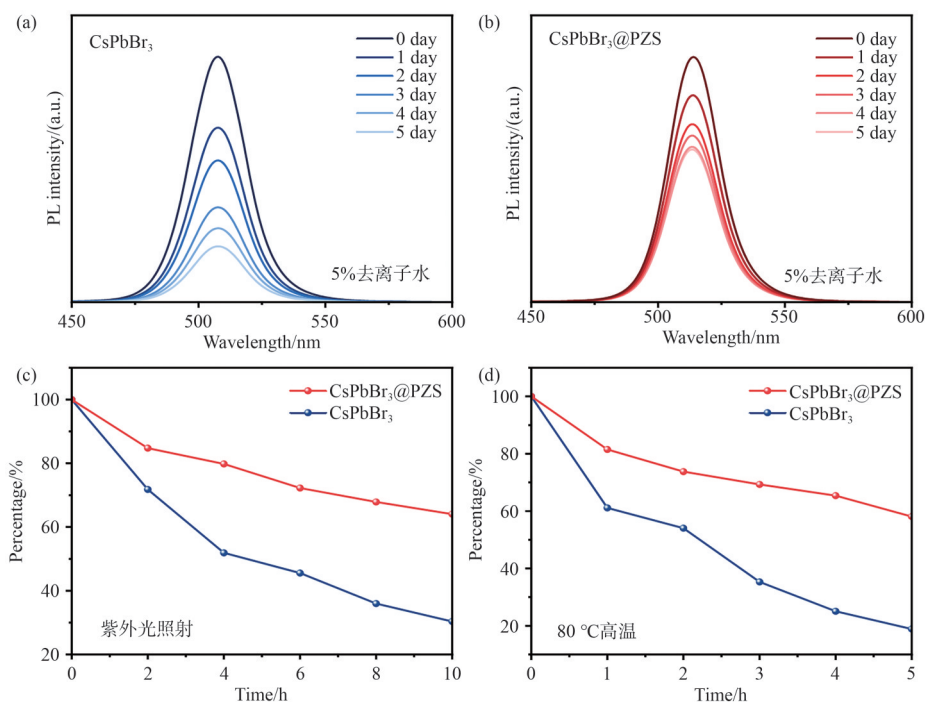 (a)
CsPbBr₃
0 day
1 day
2 day
3 day
4 day
5 day
PL intensity/(a.u.)
5%去离子水
450
500
550
600
Wavelength/nm
(b)
CsPbBr₃@PZS
0 day
1 day
2 day
3 day
4 day
5 day
PL intensity/(a.u.)
5%去离子水
450
500
550
600
Wavelength/nm
(c)
CsPbBr₃@PZS
CsPbBr₃
Percentage/%
100
80
60
40
20
紫外光照射
0
2
4
6
8
10
Time/h
(d)
CsPbBr₃@PZS
CsPbBr₃
Percentage/%
100
80
60
40
20
80 °C高温
0
1
2
3
4
5
Time/h